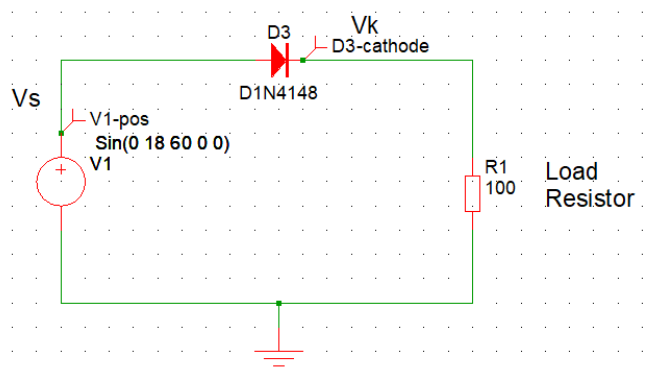 Vk
D3
D3-cathode
D1N4148
Vs
V1-pos
Sin(0 18 60 0 0)
V1
+
R1
100
Load
Resistor